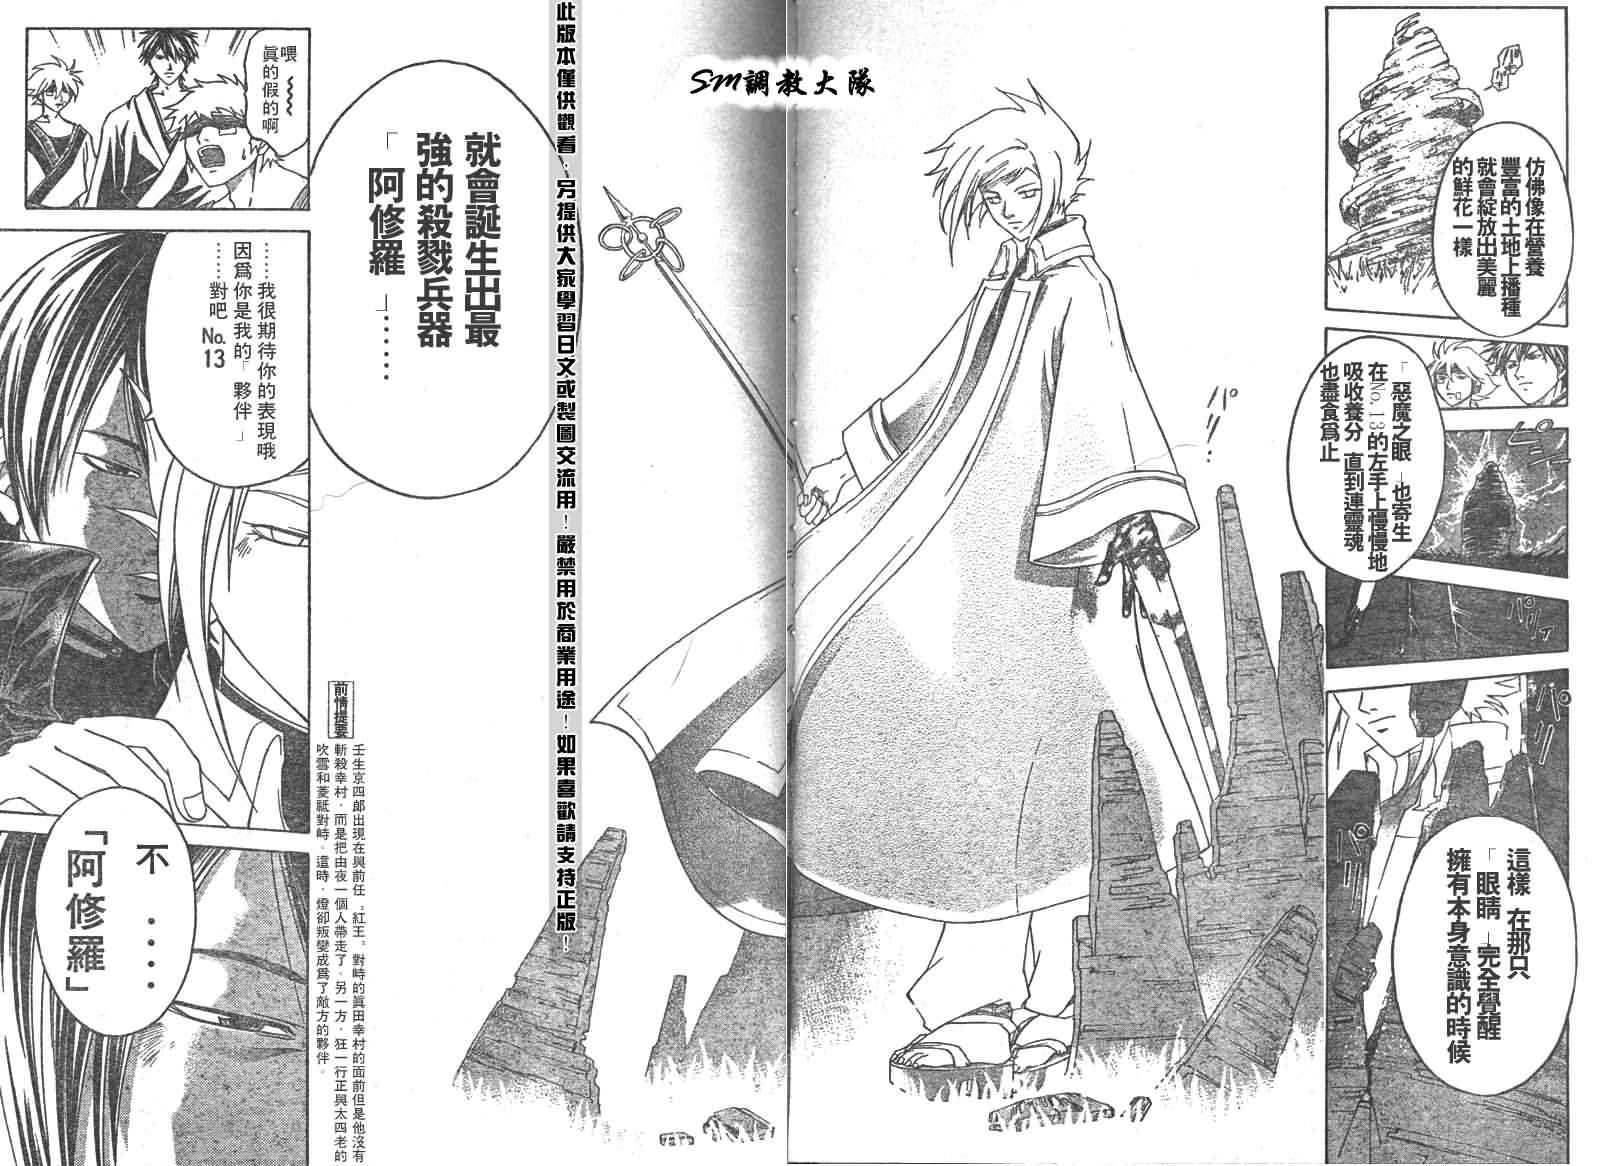 仿佛像在營養
豐富的土地上播種
就會綻放出美麗
的鮮花一樣
「惡魔之眼」也寄生
在No.13的左手上慢慢地
吸收養分 直到連靈魂
也盡食爲止
這樣 在那只
「眼睛」完全覺醒
擁有本身意識的時候
SM調教大隊
此版本僅供觀看．另提供大家學習日文或製圖交流用！嚴禁用於商業用途！如果喜歡請支持正版！
就會誕生出最
強的殺戮兵器
「阿修羅」……
喂
眞的假的啊
……我很期待你的表現哦
因爲你是我的「夥伴」
……對吧 No.13
不……
「阿修羅」
前情提要
壬生京四郎出現在與前任『紅王』對峙的眞田幸村的面前但是他沒有
斬殺幸村．而是把由夜一個人帶走了。另一方．狂一行正與太四老的
吹雪和菱祗對峙。這時．燈卻叛變成爲了敵方的夥伴。